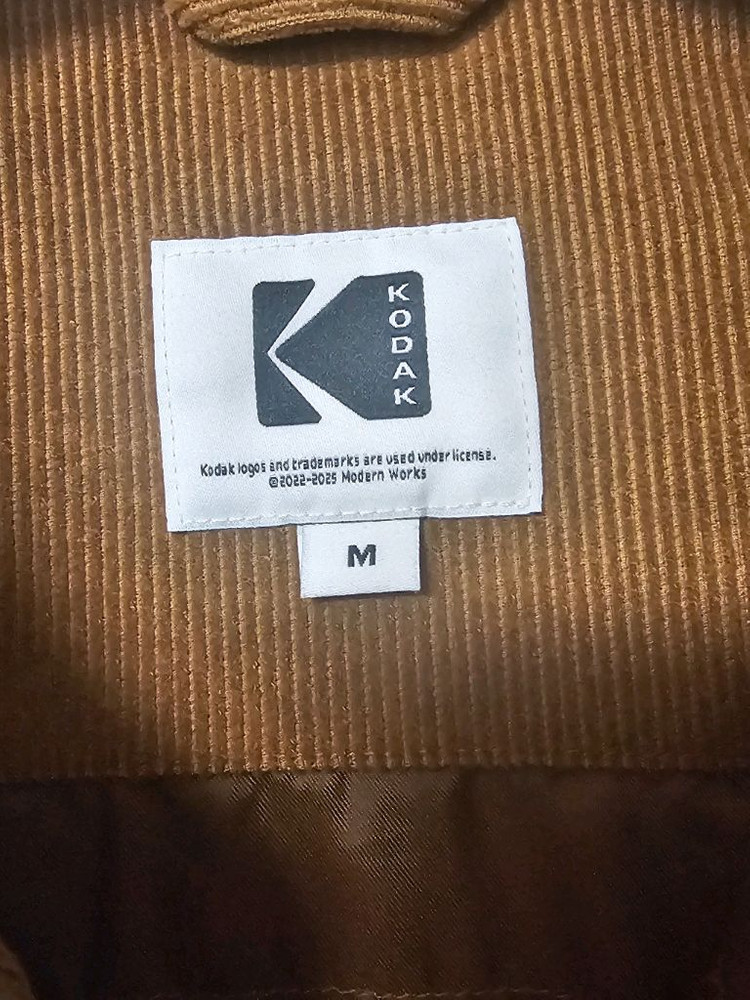 KODAK
Kodak logos and trademarks are used under license.
©2022-2025 Modern Works
M